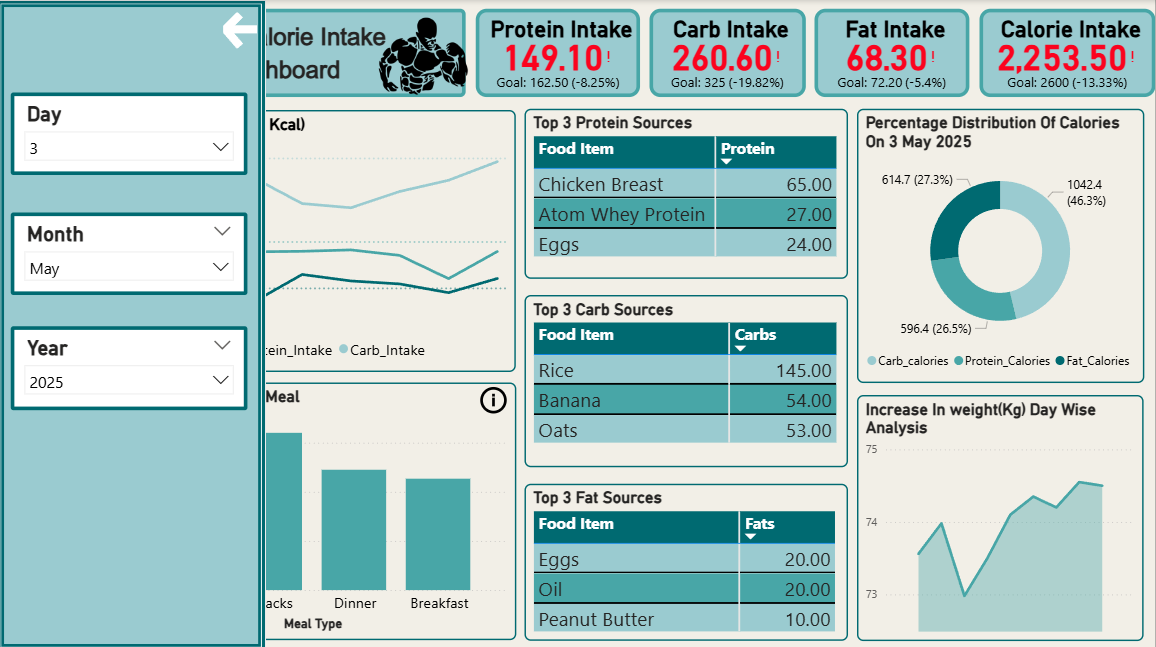 Day
3
Month
May
Year
2025
alorie Intake
hboard
Protein Intake
149.10!
Goal: 162.50 (-8.25%)
Carb Intake
260.60!
Goal: 325 (-19.82%)
Fat Intake
68.30!
Goal: 72.20 (-5.4%)
Calorie Intake
2,253.50!
Goal: 2600 (-13.33%)
Kcal)
tein_Intake Carb_Intake
Meal
i
acks Dinner Breakfast
Meal Type
Top 3 Protein Sources
Food Item Protein
Chicken Breast 65.00
Atom Whey Protein 27.00
Eggs 24.00
Top 3 Carb Sources
Food Item Carbs
Rice 145.00
Banana 54.00
Oats 53.00
Top 3 Fat Sources
Food Item Fats
Eggs 20.00
Oil 20.00
Peanut Butter 10.00
Percentage Distribution Of Calories
On 3 May 2025
614.7 (27.3%)
1042.4
(46.3%)
596.4 (26.5%)
Carb_calories Protein_Calories Fat_Calories
Increase In weight(Kg) Day Wise
Analysis
75
74
73